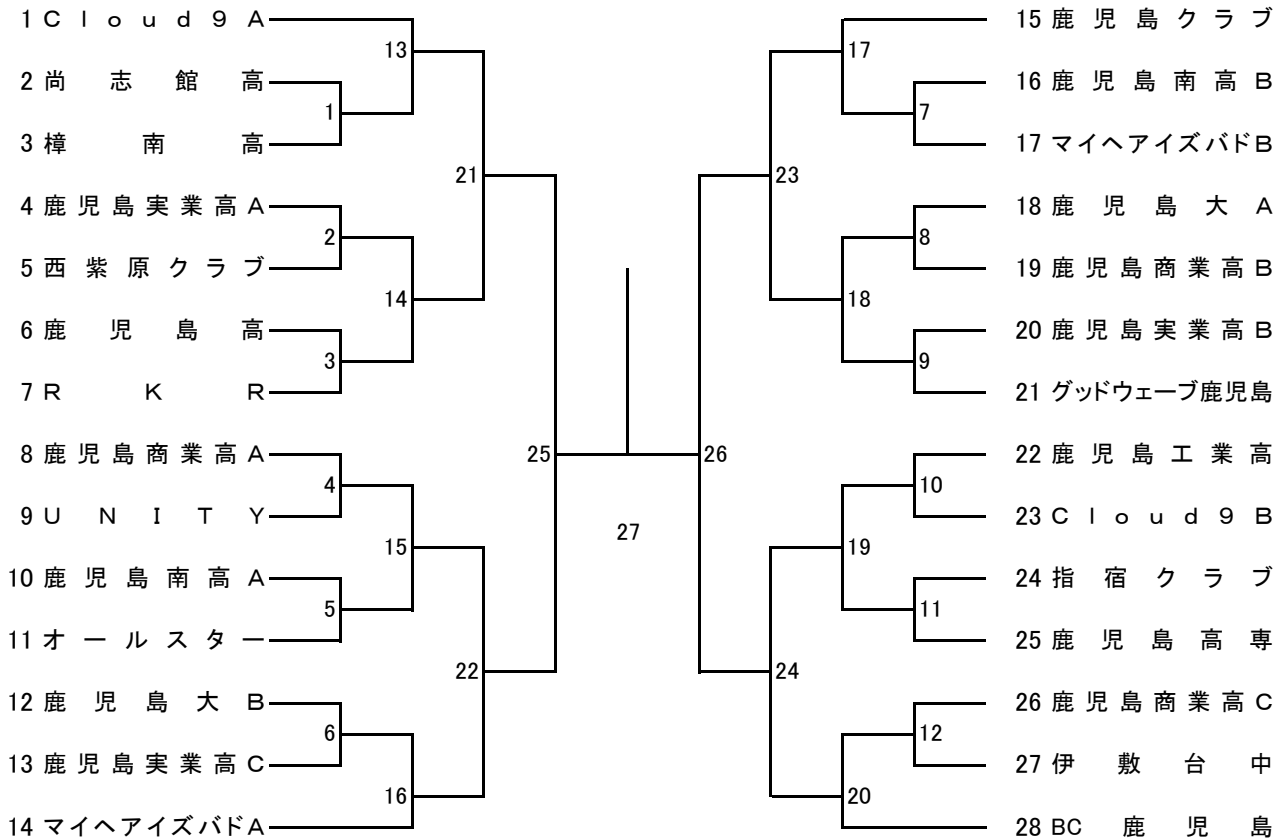 1 Cloud9A
2 尚志館高
3 樟南高
4 鹿児島実業高A
5 西紫原クラブ
6 鹿児島高
7 RKR
8 鹿児島商業高A
9 UNITY
10 鹿児島南高A
11 オールスター
12 鹿児島大B
13 鹿児島実業高C
14 マイヘアイズバドA
13
1
21
2
14
3
25
4
15
5
22
6
16
27
17
7
23
8
18
9
26
10
19
11
24
12
20
15 鹿児島クラブ
16 鹿児島南高B
17 マイヘアイズバドB
18 鹿児島大A
19 鹿児島商業高B
20 鹿児島実業高B
21 グッドウェーブ鹿児島
22 鹿児島工業高
23 Cloud9B
24 指宿クラブ
25 鹿児島高専
26 鹿児島商業高C
27 伊敷台中
28 BC鹿児島